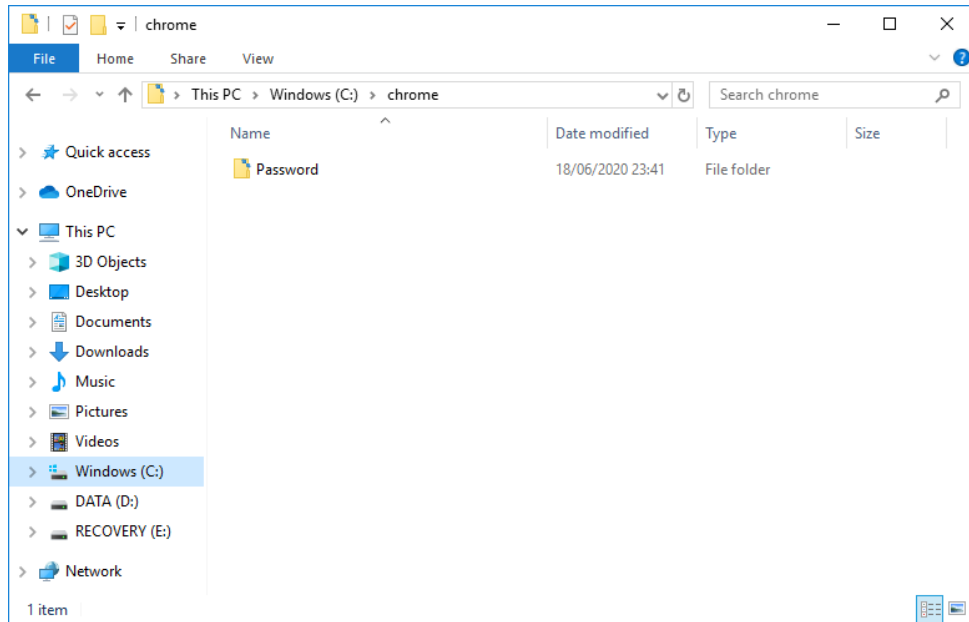 chrome
File Home Share View
This PC > Windows (C:) > chrome
Search chrome
Name Date modified Type Size
Password 18/06/2020 23:41 File folder
Quick access
OneDrive
This PC
3D Objects
Desktop
Documents
Downloads
Music
Pictures
Videos
Windows (C:)
DATA (D:)
RECOVERY (E:)
Network
1 item